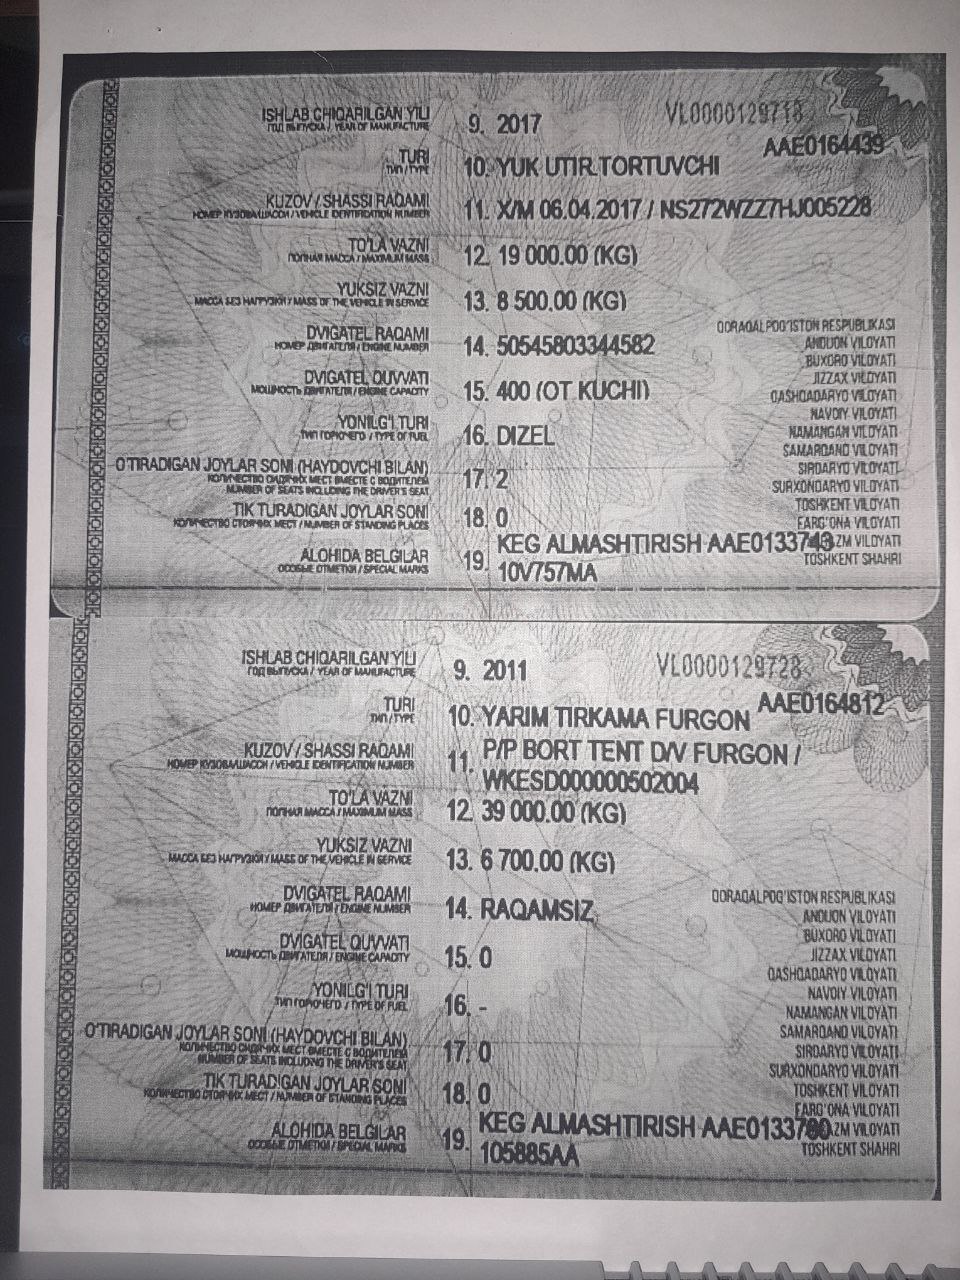 ISHLAB CHIQARILGAN YILI 9. 2017 VL0000129718
ГОД ВЫПУСКА / YEAR OF MANUFACTURE
AAE0164439
TURI 10. YUK UTIR.TORTUVCHI
ТИП / TYPE
KUZOV / SHASSI RAQAMI 11. X/M 06.04.2017 / NS272WZZ7HJ005228
НОМЕР КУЗОВА/ШАССИ / VEHICLE IDENTIFICATION NUMBER
TO'LA VAZNI 12. 19 000.00 (KG)
ПОЛНАЯ МАССА / MAXIMUM MASS
YUKSIZ VAZNI 13. 8 500.00 (KG)
МАССА БЕЗ НАГРУЗКИ / MASS OF THE VEHICLE IN SERVICE
DVIGATEL RAQAMI 14. 50545803344582
НОМЕР ДВИГАТЕЛЯ / ENGINE NUMBER
DVIGATEL QUVVATI 15. 400 (OT KUCHI)
МОЩНОСТЬ ДВИГАТЕЛЯ / ENGINE CAPACITY
YONILG'I TURI 16. DIZEL
ТИП ГОРЮЧЕГО / TYPE OF FUEL
O'TIRADIGAN JOYLAR SONI (HAYDOVCHI BILAN) 17. 2
КОЛИЧЕСТВО СИДЯЧИХ МЕСТ ВМЕСТЕ С ВОДИТЕЛЕМ
NUMBER OF SEATS INCLUDING THE DRIVER'S SEAT
TIK TURADIGAN JOYLAR SONI 18. 0
КОЛИЧЕСТВО СТОЯЧИХ МЕСТ / NUMBER OF STANDING PLACES
ALOHIDA BELGILAR 19. KEG ALMASHTIRISH AAE0133743
ОСОБЫЕ ОТМЕТКИ / SPECIAL MARKS
10V757MA
QORAQALPOG'ISTON RESPUBLIKASI
ANDIJON VILOYATI
BUXORO VILOYATI
JIZZAX VILOYATI
QASHQADARYO VILOYATI
NAVOIY VILOYATI
NAMANGAN VILOYATI
SAMARQAND VILOYATI
SIRDARYO VILOYATI
SURXONDARYO VILOYATI
TOSHKENT VILOYATI
FARG'ONA VILOYATI
VILOYATI
TOSHKENT SHAHRI
ISHLAB CHIQARILGAN YILI 9. 2011 VL0000129728
ГОД ВЫПУСКА / YEAR OF MANUFACTURE
AAE0164812
TURI 10. YARIM TIRKAMA FURGON
ТИП / TYPE
KUZOV / SHASSI RAQAMI 11. P/P BORT TENT D/V FURGON /
НОМЕР КУЗОВА/ШАССИ / VEHICLE IDENTIFICATION NUMBER
WKESD000000502004
TO'LA VAZNI 12. 39 000.00 (KG)
ПОЛНАЯ МАССА / MAXIMUM MASS
YUKSIZ VAZNI 13. 6 700.00 (KG)
МАССА БЕЗ НАГРУЗКИ / MASS OF THE VEHICLE IN SERVICE
DVIGATEL RAQAMI 14. RAQAMSIZ
НОМЕР ДВИГАТЕЛЯ / ENGINE NUMBER
DVIGATEL QUVVATI 15. 0
МОЩНОСТЬ ДВИГАТЕЛЯ / ENGINE CAPACITY
YONILG'I TURI 16. -
ТИП ГОРЮЧЕГО / TYPE OF FUEL
O'TIRADIGAN JOYLAR SONI (HAYDOVCHI BILAN) 17. 0
КОЛИЧЕСТВО СИДЯЧИХ МЕСТ ВМЕСТЕ С ВОДИТЕЛЕМ
NUMBER OF SEATS INCLUDING THE DRIVER'S SEAT
TIK TURADIGAN JOYLAR SONI 18. 0
КОЛИЧЕСТВО СТОЯЧИХ МЕСТ / NUMBER OF STANDING PLACES
ALOHIDA BELGILAR 19. KEG ALMASHTIRISH AAE0133780
ОСОБЫЕ ОТМЕТКИ / SPECIAL MARKS
105885AA
QORAQALPOG'ISTON RESPUBLIKASI
ANDIJON VILOYATI
BUXORO VILOYATI
JIZZAX VILOYATI
QASHQADARYO VILOYATI
NAVOIY VILOYATI
NAMANGAN VILOYATI
SAMARQAND VILOYATI
SIRDARYO VILOYATI
SURXONDARYO VILOYATI
TOSHKENT VILOYATI
FARG'ONA VILOYATI
VILOYATI
TOSHKENT SHAHRI